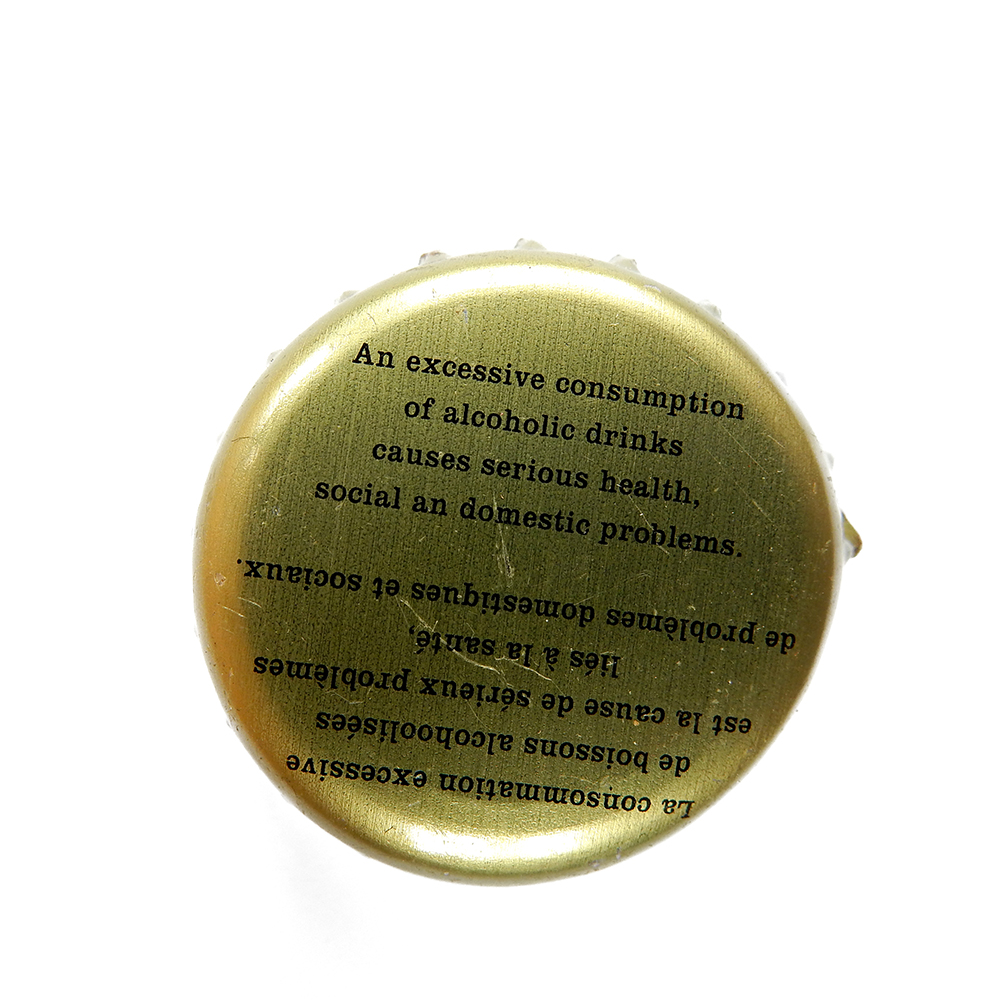 An excessive consumption
of alcoholic drinks
causes serious health,
social an domestic problems.
La consommation excessive
de boissons alcohoolisées
est la cause de sérieux problèmes
liés à la santé,
de problèmes domestiques et sociaux.